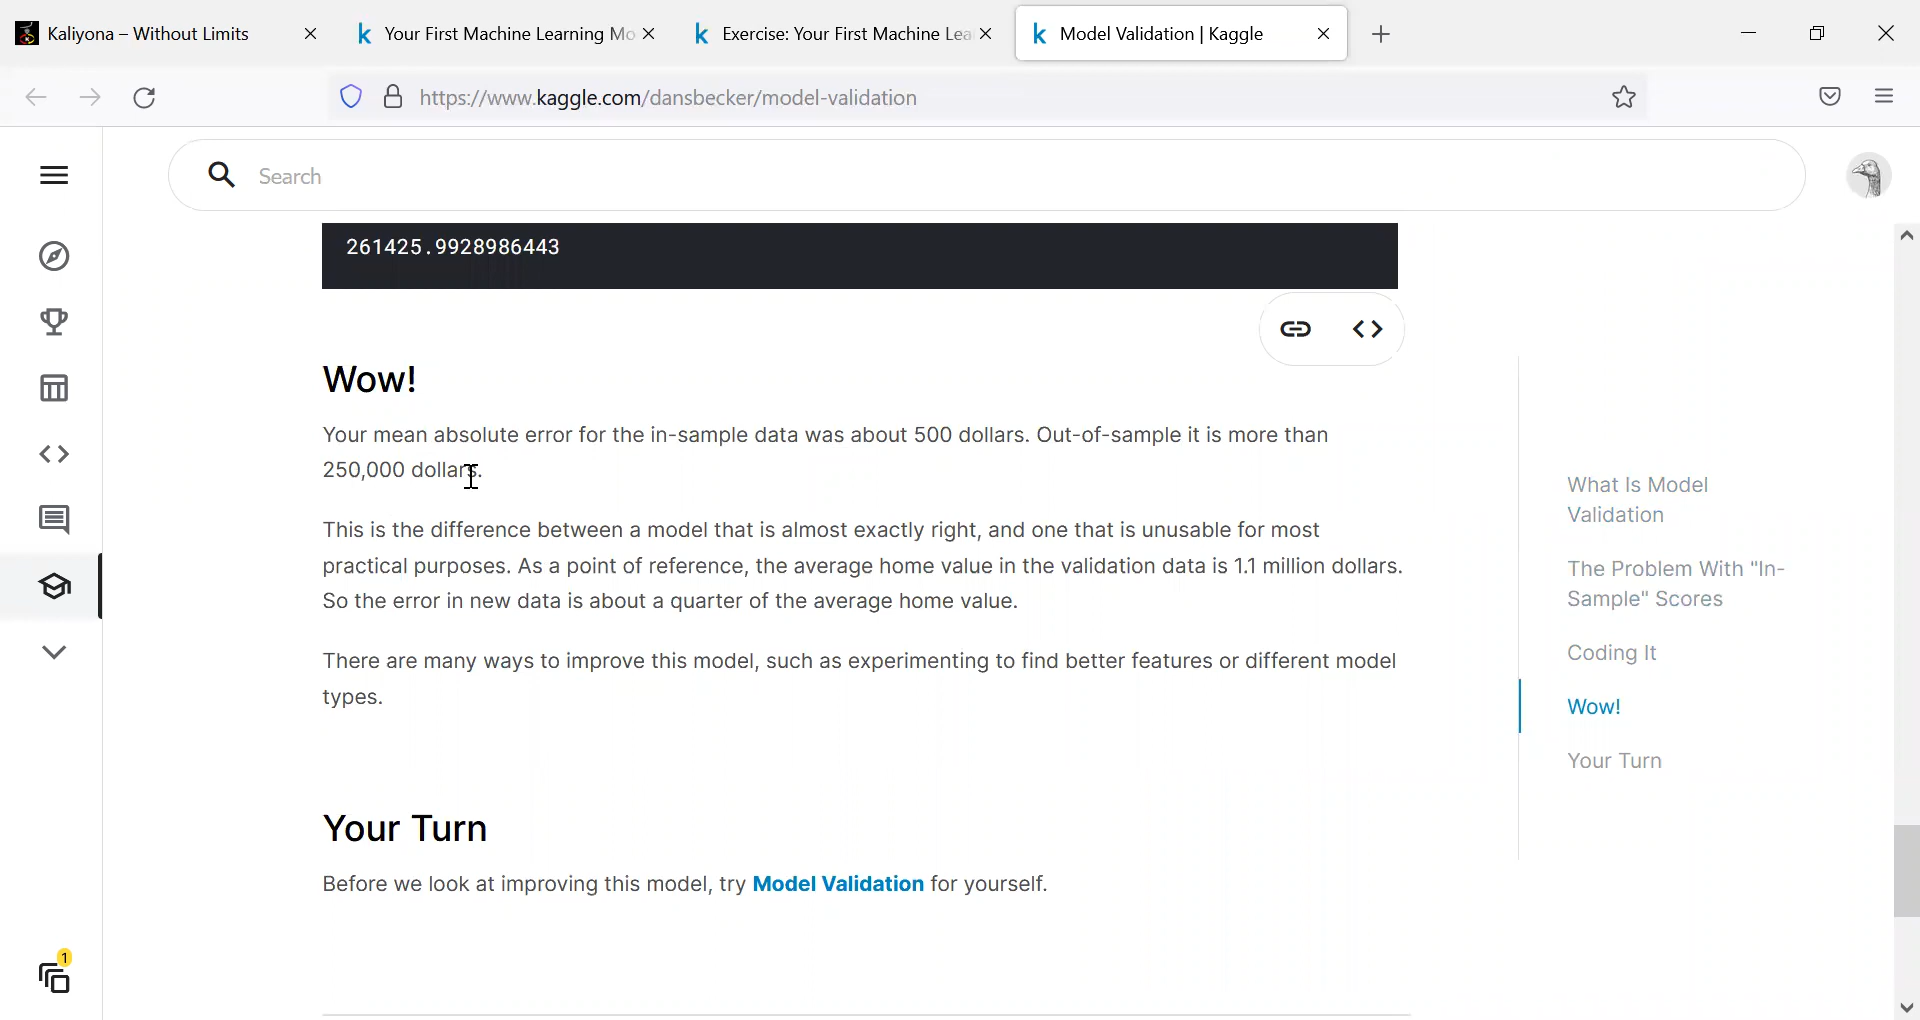 Kaliyona – Without Limits
Your First Machine Learning Mo
Exercise: Your First Machine Lea
Model Validation | Kaggle
https://www.kaggle.com/dansbecker/model-validation
Search
261425.9928986443
Wow!
Your mean absolute error for the in-sample data was about 500 dollars. Out-of-sample it is more than
250,000 dollars.
This is the difference between a model that is almost exactly right, and one that is unusable for most
practical purposes. As a point of reference, the average home value in the validation data is 1.1 million dollars.
So the error in new data is about a quarter of the average home value.
There are many ways to improve this model, such as experimenting to find better features or different model
types.
Your Turn
Before we look at improving this model, try Model Validation for yourself.
What Is Model
Validation
The Problem With "In-
Sample" Scores
Coding It
Wow!
Your Turn
1